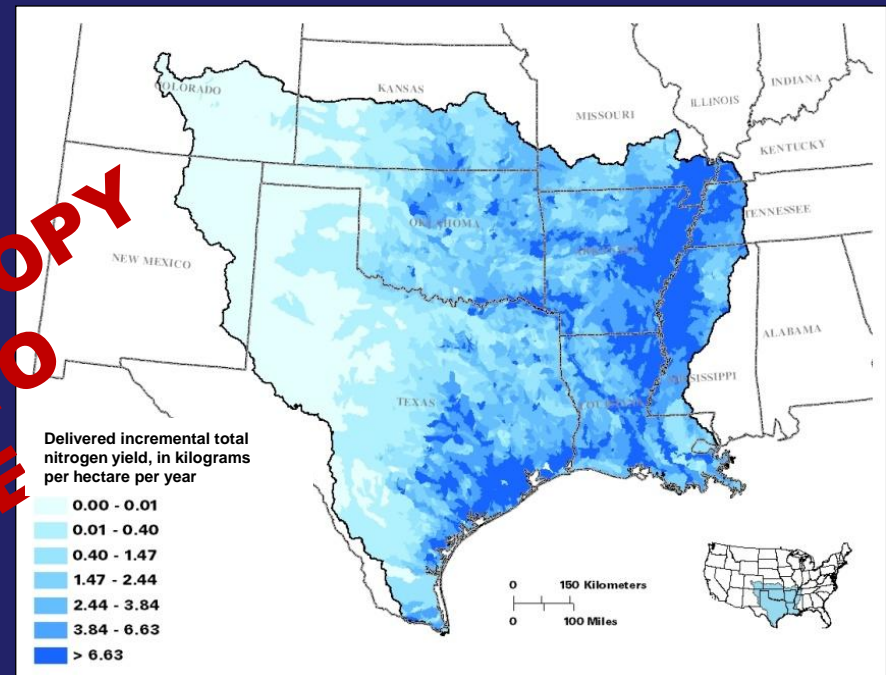 COLORADO
KANSAS
MISSOURI
ILLINOIS
INDIANA
KENTUCKY
OPY
OKLAHOMA
TENNESSEE
NEW MEXICO
O
ALABAMA
MISSISSIPPI
TEXAS
Delivered incremental total
nitrogen yield, in kilograms
per hectare per year
0.00 - 0.01
0.01 - 0.40
0.40 - 1.47
1.47 - 2.44
2.44 - 3.84
3.84 - 6.63
> 6.63
0 150 Kilometers
0 100 Miles